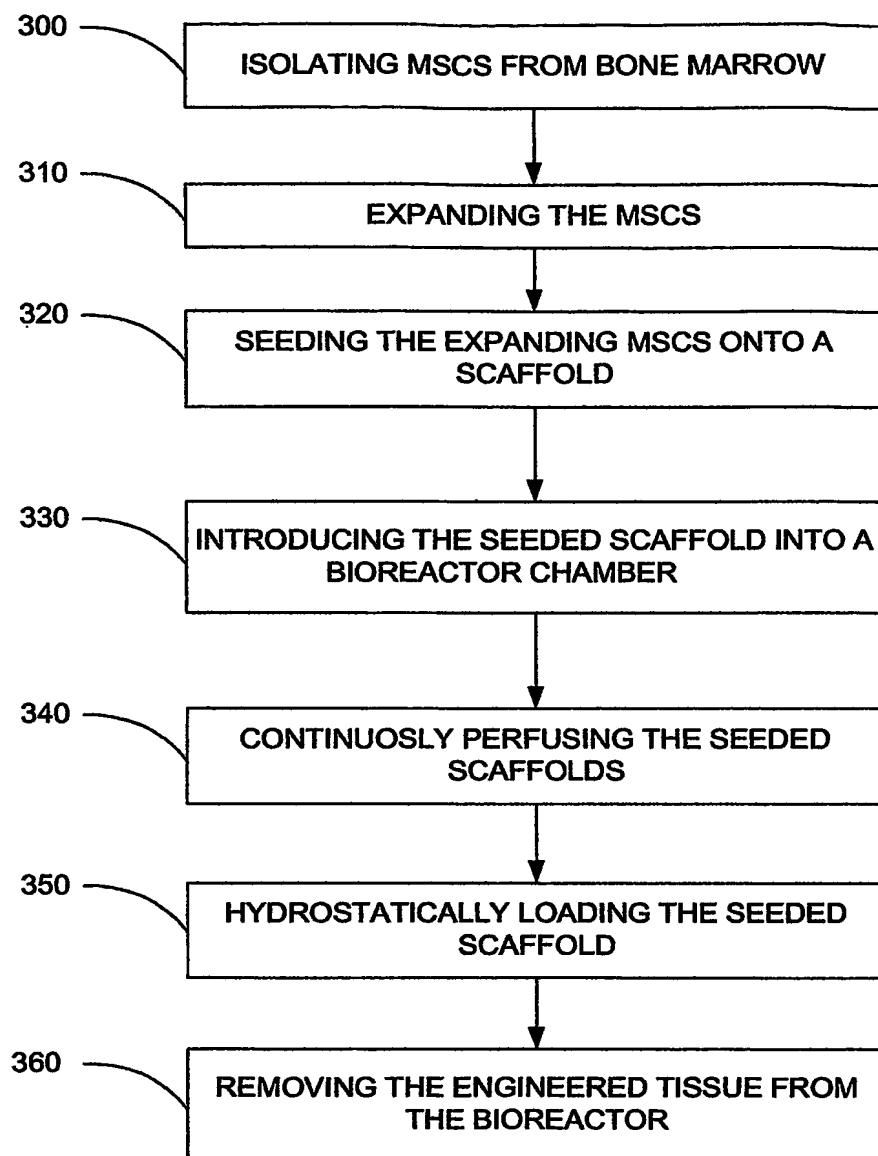 300
ISOLATING MSCS FROM BONE MARROW
310
EXPANDING THE MSCS
320
SEEDING THE EXPANDING MSCS ONTO A
SCAFFOLD
330
INTRODUCING THE SEEDED SCAFFOLD INTO A
BIOREACTOR CHAMBER
340
CONTINUOSLY PERFUSING THE SEEDED
SCAFFOLDS
350
HYDROSTATICALLY LOADING THE SEEDED
SCAFFOLD
360
REMOVING THE ENGINEERED TISSUE FROM
THE BIOREACTOR